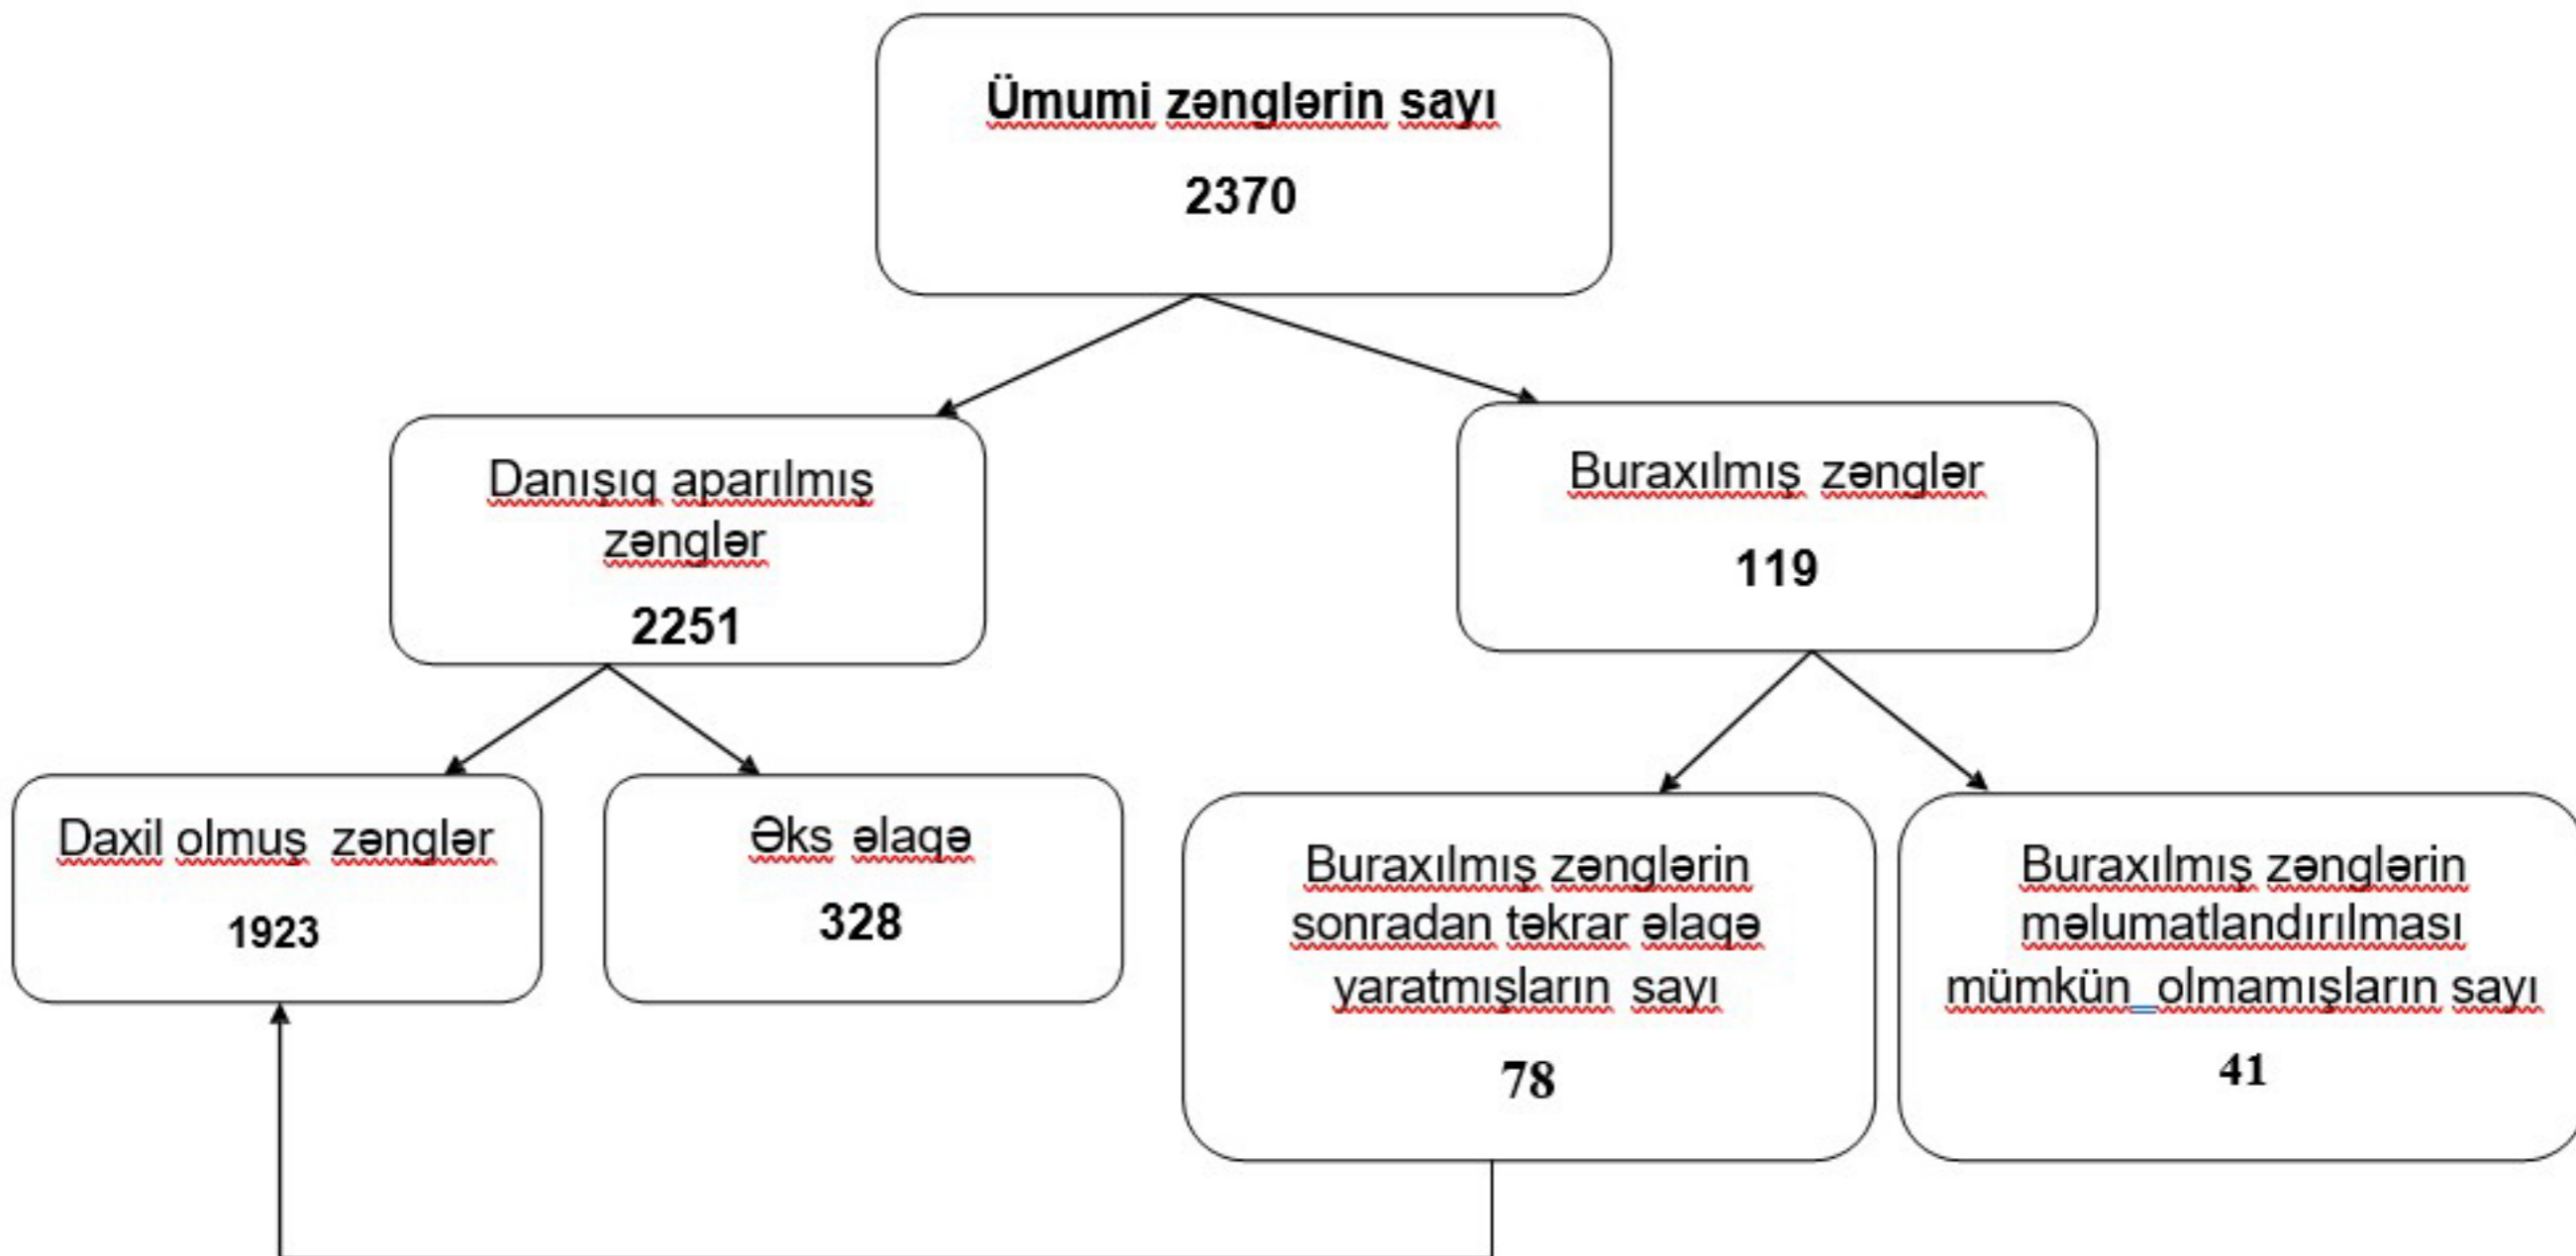 Ümumi zənglərin sayı
2370
Danışıq aparılmış
zənglər
2251
Buraxılmış zənglər
119
Daxil olmuş zənglər
1923
Əks əlaqə
328
Buraxılmış zənglərin
sonradan təkrar əlaqə
yaratmışların sayı
78
Buraxılmış zənglərin
məlumatlandırılması
mümkün olmamışların sayı
41